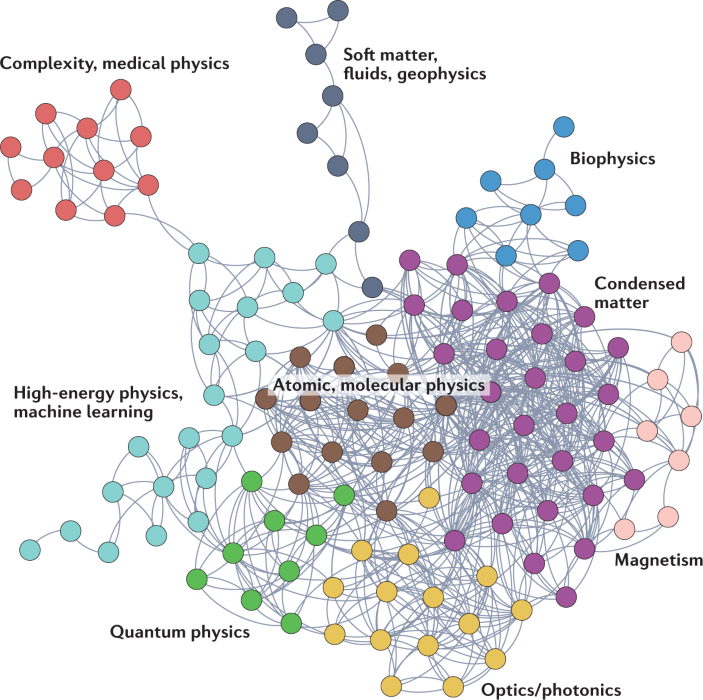 Soft matter,
fluids, geophysics
Complexity, medical physics
Biophysics
Condensed
matter
Atomic, molecular physics
High-energy physics,
machine learning
Magnetism
Quantum physics
Optics/photonics